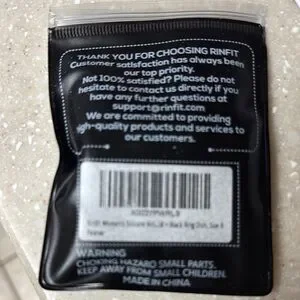 THANK YOU FOR CHOOSING RINFIT
Customer satisfaction has always been
our top priority.
Not 100% satisfied? Please do not
hesitate to contact us directly if you
have any further questions at
support@rinfit.com
We are committed to providing
high-quality products and services to
our customers.
WARNING
CHOKING HAZARD SMALL PARTS.
KEEP AWAY FROM SMALL CHILDREN.
MADE IN CHINA